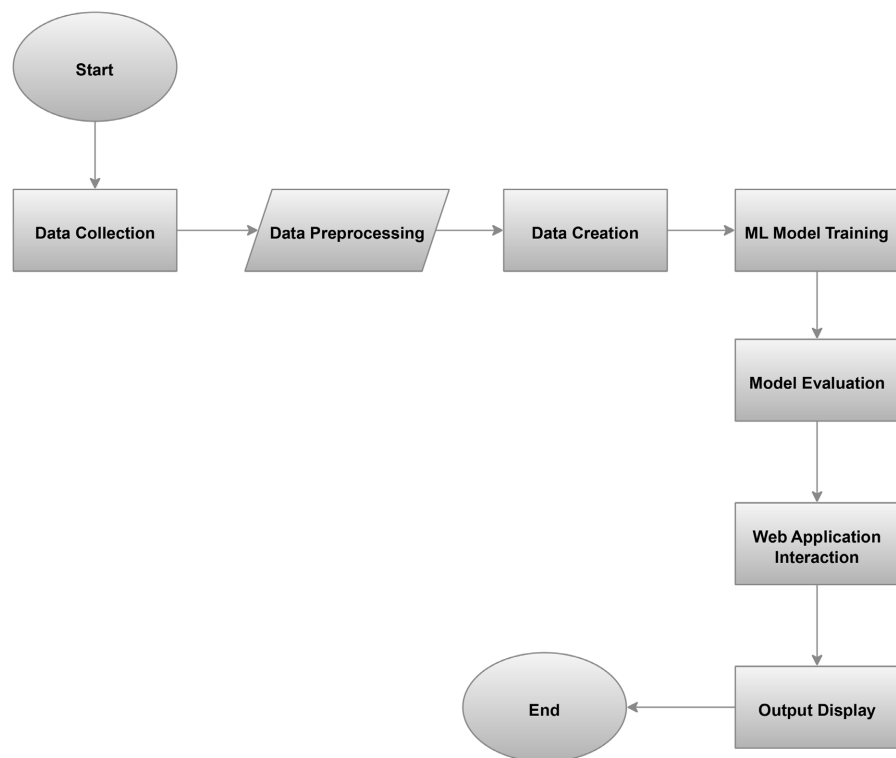 Start
Data Collection
Data Preprocessing
Data Creation
ML Model Training
Model Evaluation
Web Application
Interaction
Output Display
End